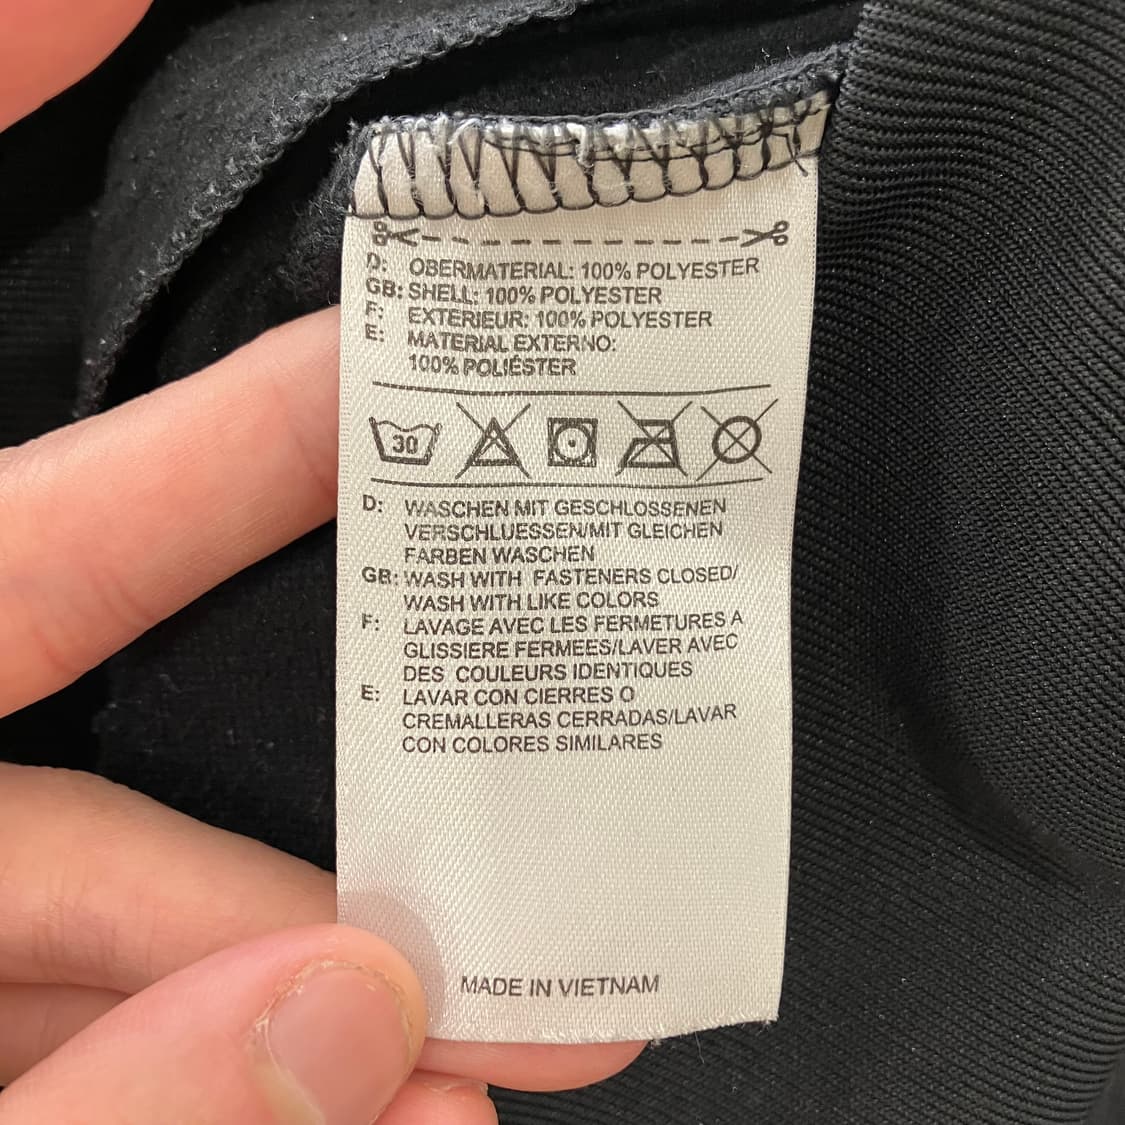 D: OBERMATERIAL: 100% POLYESTER
GB: SHELL: 100% POLYESTER
F: EXTERIEUR: 100% POLYESTER
E: MATERIAL EXTERNO:
100% POLIÉSTER
30
D: WASCHEN MIT GESCHLOSSENEN
VERSCHLUESSEN/MIT GLEICHEN
FARBEN WASCHEN
GB: WASH WITH FASTENERS CLOSED/
WASH WITH LIKE COLORS
F: LAVAGE AVEC LES FERMETURES A
GLISSIERE FERMEES/LAVER AVEC
DES COULEURS IDENTIQUES
E: LAVAR CON CIERRES O
CREMALLERAS CERRADAS/LAVAR
CON COLORES SIMILARES
MADE IN VIETNAM